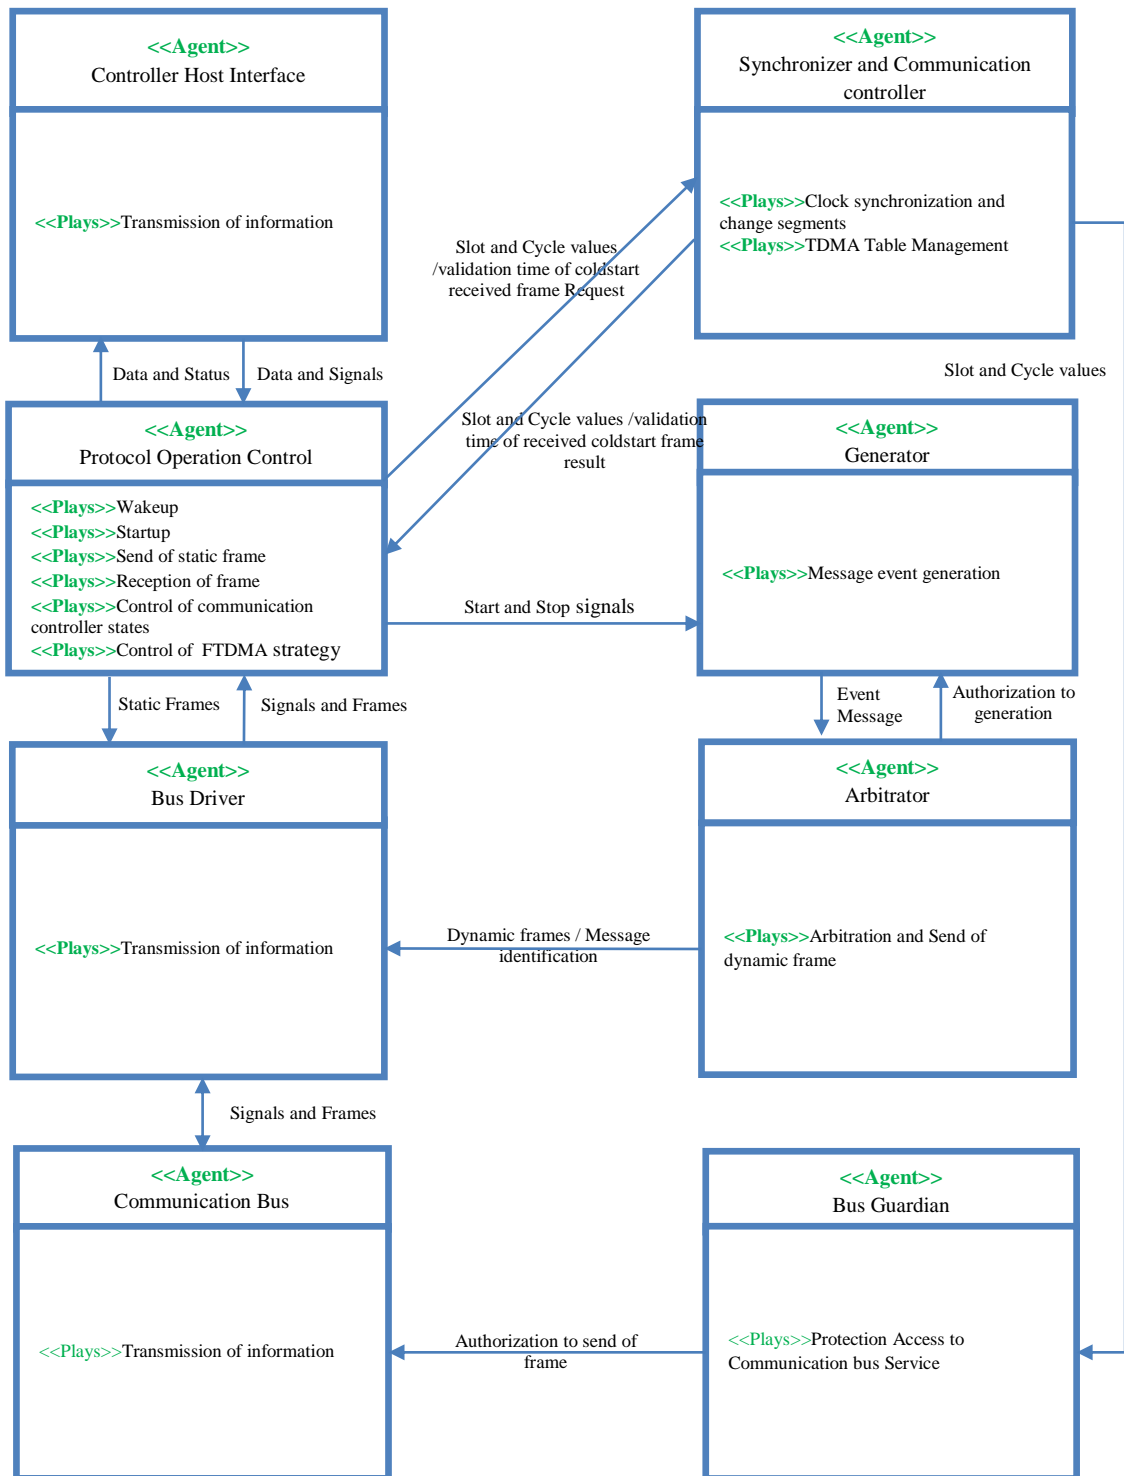 <<Agent>>
Controller Host Interface
<<Plays>>Transmission of information
<<Agent>>
Synchronizer and Communication
controller
<<Plays>>Clock synchronization and
change segments
<<Plays>>TDMA Table Management
Slot and Cycle values
/validation time of coldstart
received frame Request
Data and Status
Data and Signals
Slot and Cycle values
Slot and Cycle values /validation
time of received coldstart frame
result
<<Agent>>
Protocol Operation Control
<<Plays>>Wakeup
<<Plays>>Startup
<<Plays>>Send of static frame
<<Plays>>Reception of frame
<<Plays>>Control of communication
controller states
<<Plays>>Control of FTDMA strategy
<<Agent>>
Generator
<<Plays>>Message event generation
Start and Stop signals
Static Frames
Signals and Frames
Event
Message
Authorization to
generation
<<Agent>>
Bus Driver
<<Plays>>Transmission of information
<<Agent>>
Arbitrator
<<Plays>>Arbitration and Send of
dynamic frame
Dynamic frames / Message
identification
Signals and Frames
<<Agent>>
Communication Bus
<<Plays>>Transmission of information
<<Agent>>
Bus Guardian
<<Plays>>Protection Access to
Communication bus Service
Authorization to send of
frame